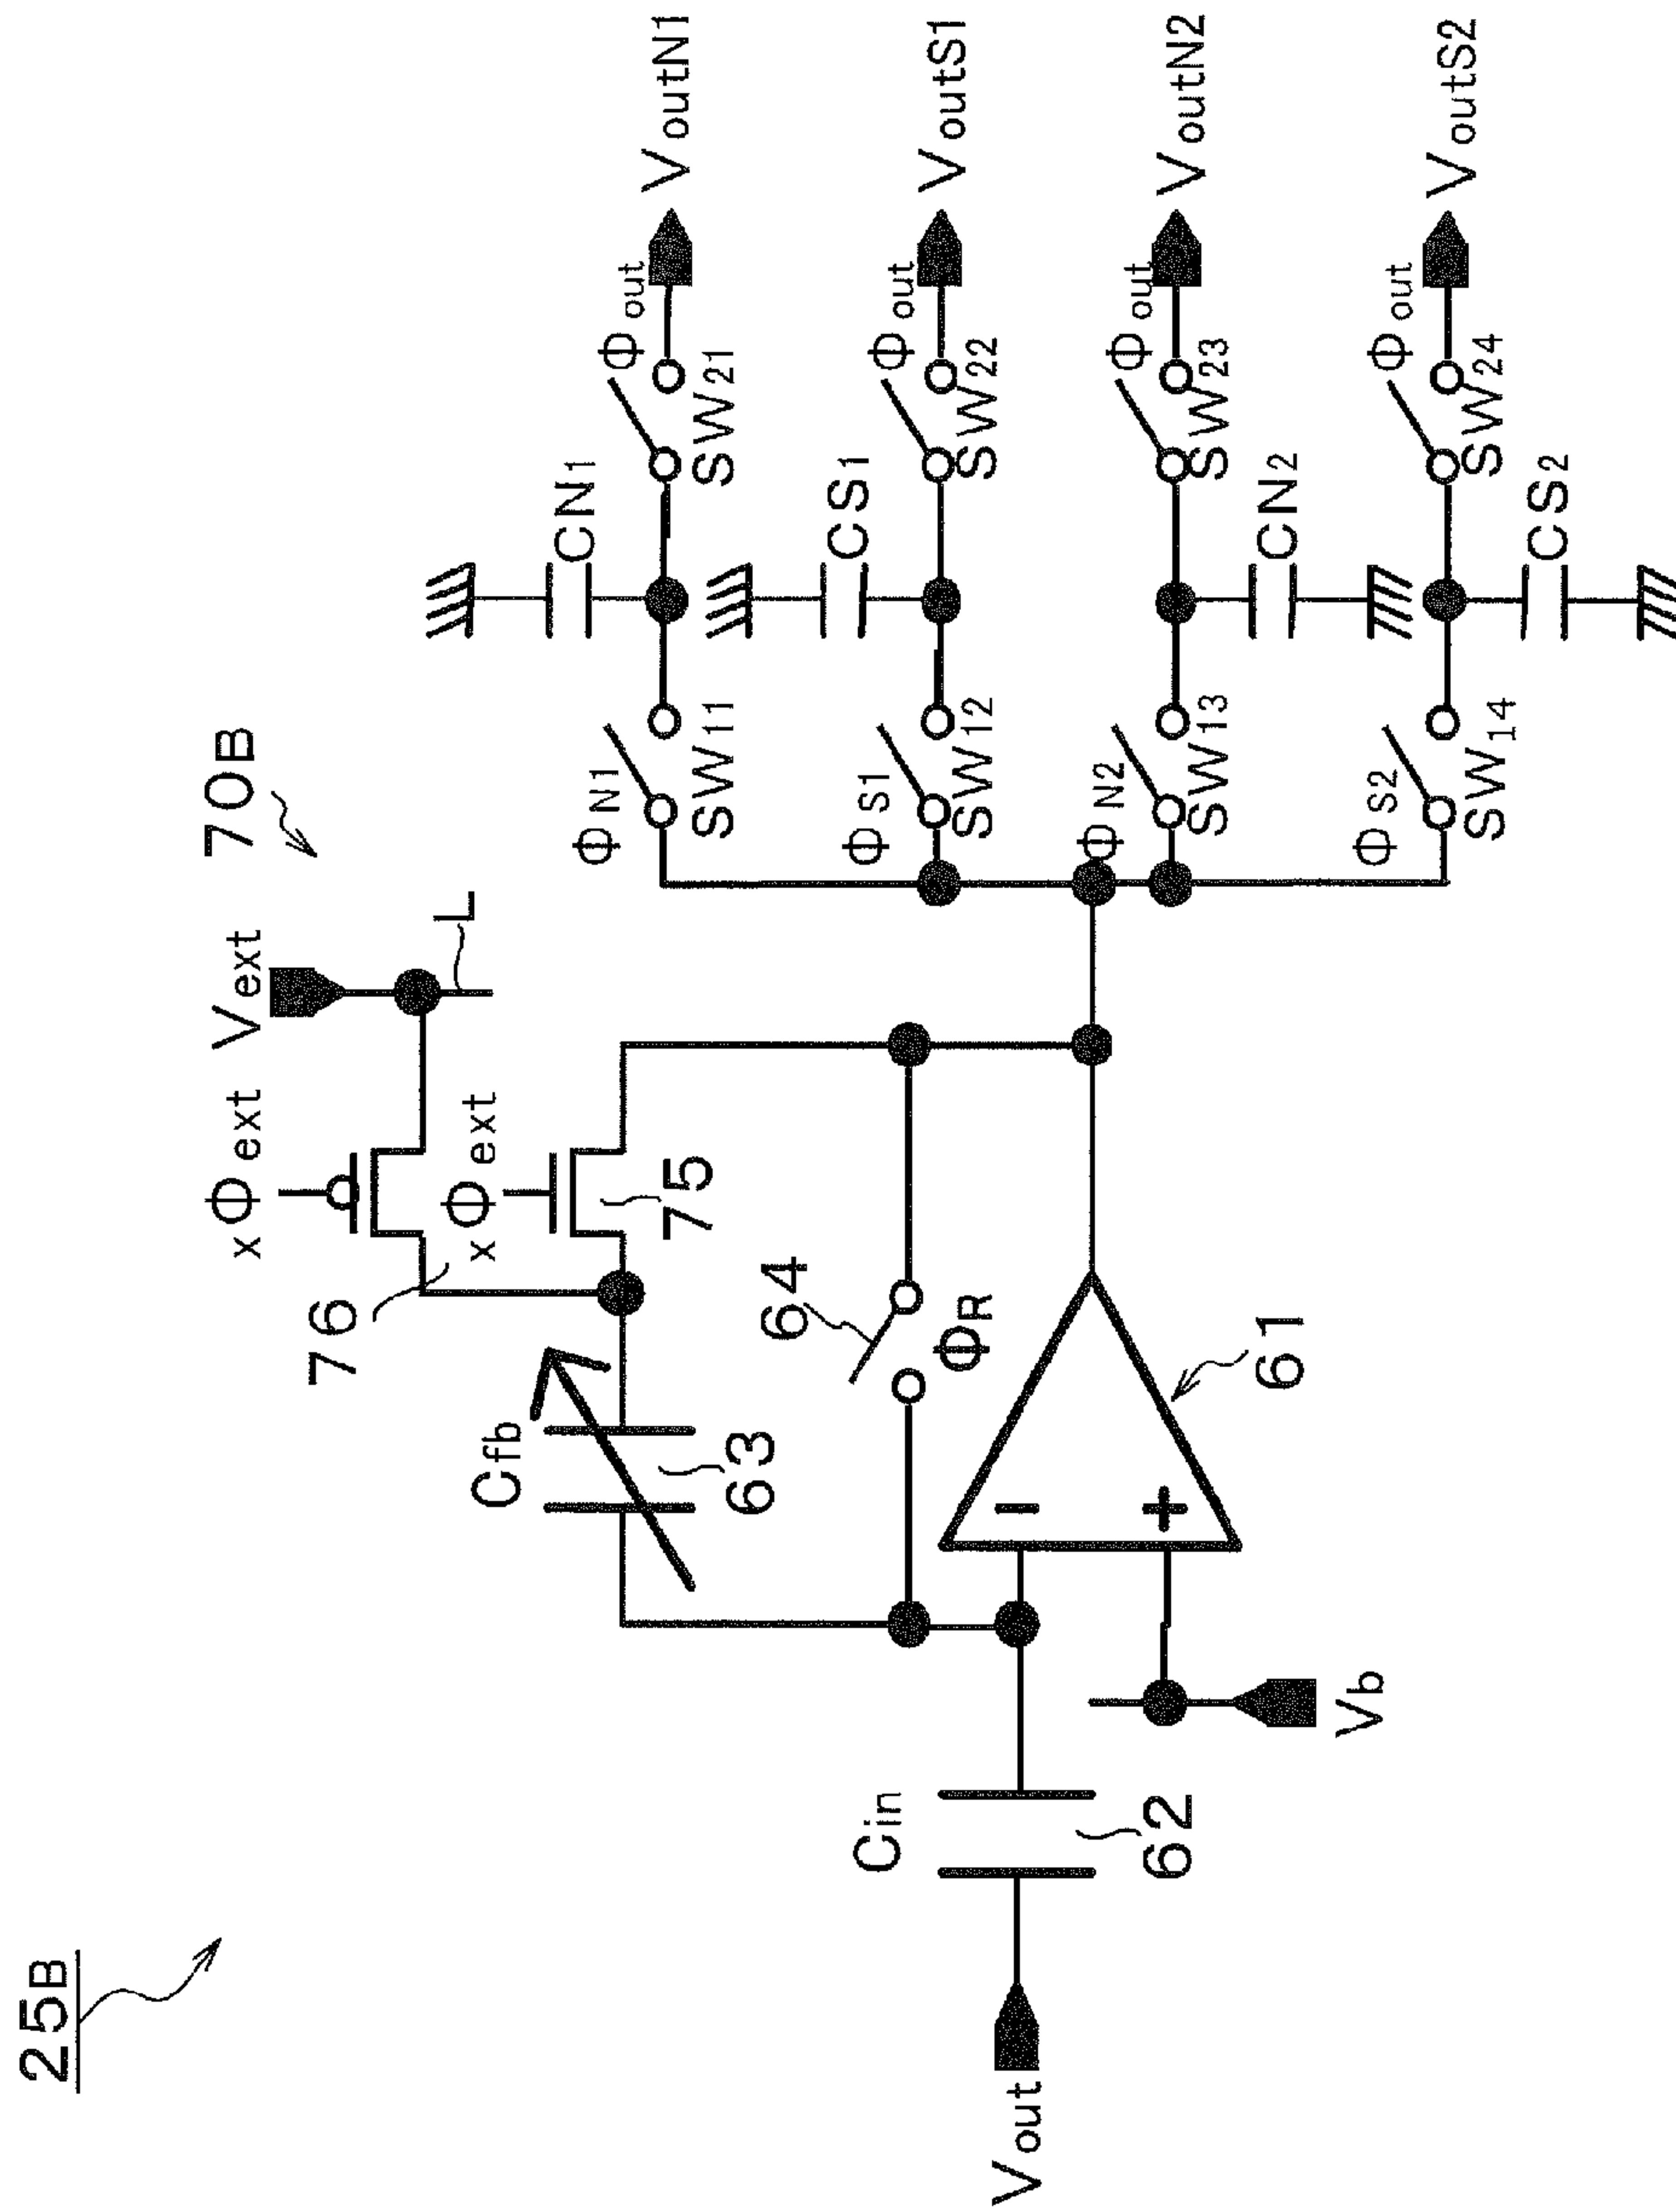 25B
70B
Vext
xΦext
L
76
xΦext
75
Cfb
63
64
ΦR
61
−
+
Cin
62
Vout
Vb
ΦN1
SW11
CN1
Φout
SW21
VoutN1
ΦS1
SW12
CS1
Φout
SW22
VoutS1
ΦN2
SW13
CN2
Φout
SW23
VoutN2
ΦS2
SW14
CS2
Φout
SW24
VoutS2